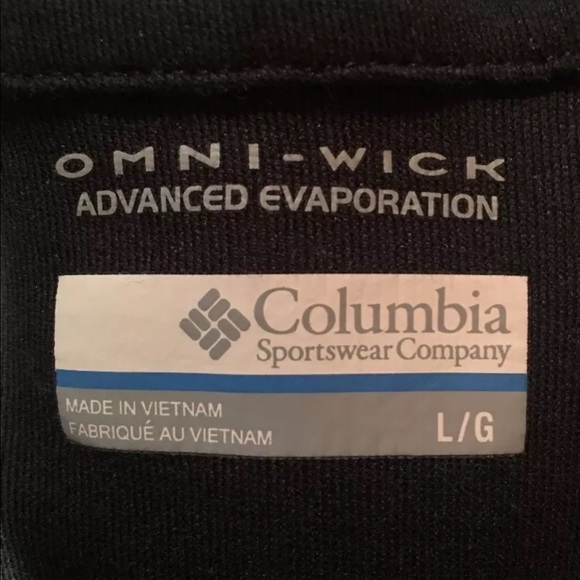 OMNI-WICK
ADVANCED EVAPORATION
Columbia
Sportswear Company
MADE IN VIETNAM
FABRIQUÉ AU VIETNAM
L/G